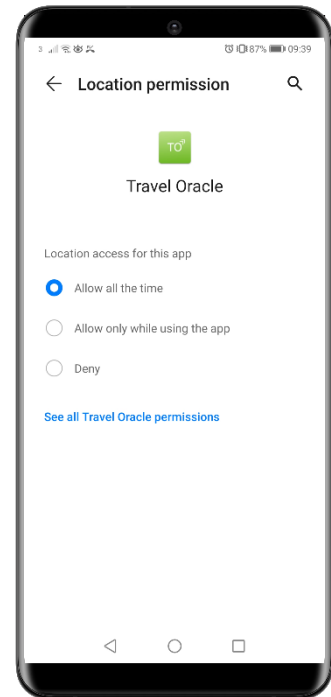 3 87% 09:39
Location permission
TO
Travel Oracle
Location access for this app
Allow all the time
Allow only while using the app
Deny
See all Travel Oracle permissions